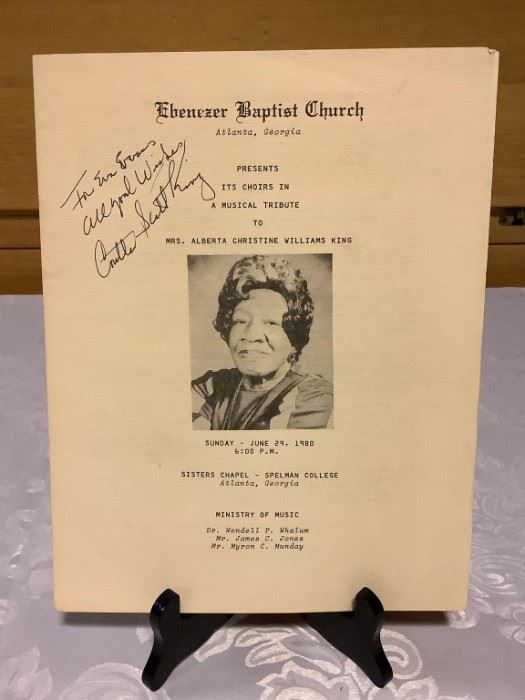 Ebenezer Baptist Church
Atlanta, Georgia
For Eva Evans
All good Wishes
Coretta Scott King
PRESENTS
ITS CHOIRS IN
A MUSICAL TRIBUTE
TO
MRS. ALBERTA CHRISTINE WILLIAMS KING
SUNDAY - JUNE 29, 1980
6:00 P.M.
SISTERS CHAPEL - SPELMAN COLLEGE
Atlanta, Georgia
MINISTRY OF MUSIC
Dr. Wendell P. Whalum
Mr. James C. Jones
Mr. Myron C. Munday